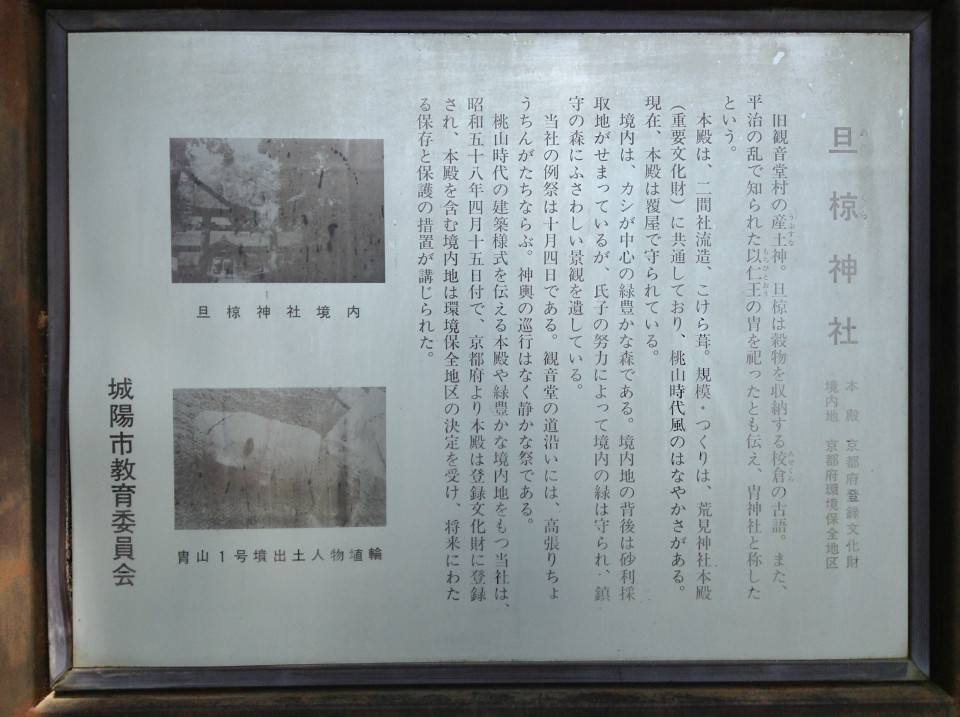 旦椋神社
本殿 京都府登録文化財
境内地 京都府環境保全地区
旧観音堂村の産土神。旦椋は穀物を収納する校倉の古語。また、
平治の乱で知られた以仁王の冑を祀ったとも伝え、冑神社と称した
という。
本殿は、二間社流造、こけら葺。規模・つくりは、荒見神社本殿
(重要文化財)に共通しており、桃山時代風のはなやかさがある。
現在、本殿は覆屋で守られている。
境内は、カシが中心の緑豊かな森である。境内地の背後は砂利採
取地がせまっているが、氏子の努力によって境内の緑は守られ、鎮
守の森にふさわしい景観を遺している。
当社の例祭は十月四日である。観音堂の道沿いには、高張りちょ
うちんがたちならぶ。神輿の巡行はなく静かな祭である。
桃山時代の建築様式を伝える本殿や緑豊かな境内地をもつ当社は、
昭和五十八年四月十五日付で、京都府より本殿は登録文化財に登録
され、本殿を含む境内地は環境保全地区の決定を受け、将来にわた
る保存と保護の措置が講じられた。
旦椋神社境内
冑山1号墳出土人物埴輪
城陽市教育委員会